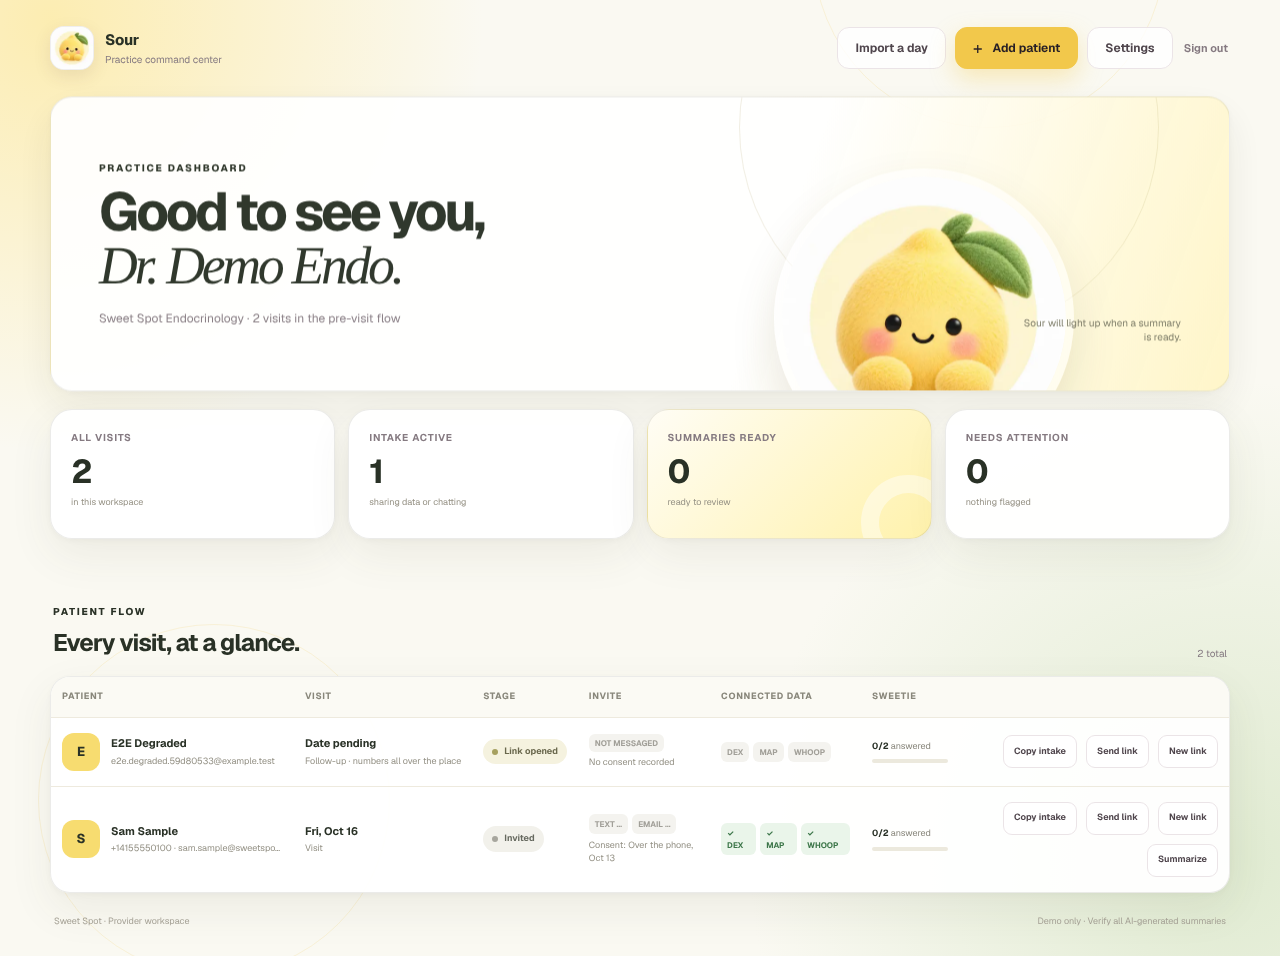 Sour
Practice command center
Import a day
+ Add patient
Settings
Sign out
PRACTICE DASHBOARD
Good to see you,
Dr. Demo Endo.
Sweet Spot Endocrinology · 2 visits in the pre-visit flow
Sour will light up when a summary
is ready.
ALL VISITS
2
in this workspace
INTAKE ACTIVE
1
sharing data or chatting
SUMMARIES READY
0
ready to review
NEEDS ATTENTION
0
nothing flagged
PATIENT FLOW
Every visit, at a glance.
2 total
PATIENT VISIT STAGE INVITE CONNECTED DATA SWEETIE
E
E2E Degraded
e2e.degraded.59d80533@example.test
Date pending
Follow-up · numbers all over the place
Link opened
NOT MESSAGED
No consent recorded
DEX MAP WHOOP
0/2 answered
Copy intake
Send link
New link
S
Sam Sample
+14155550100 · sam.sample@sweetspo...
Fri, Oct 16
Visit
Invited
TEXT ... EMAIL ...
Consent: Over the phone,
Oct 13
✓ DEX
✓ MAP
✓ WHOOP
0/2 answered
Copy intake
Send link
New link
Summarize
Sweet Spot · Provider workspace
Demo only · Verify all AI-generated summaries